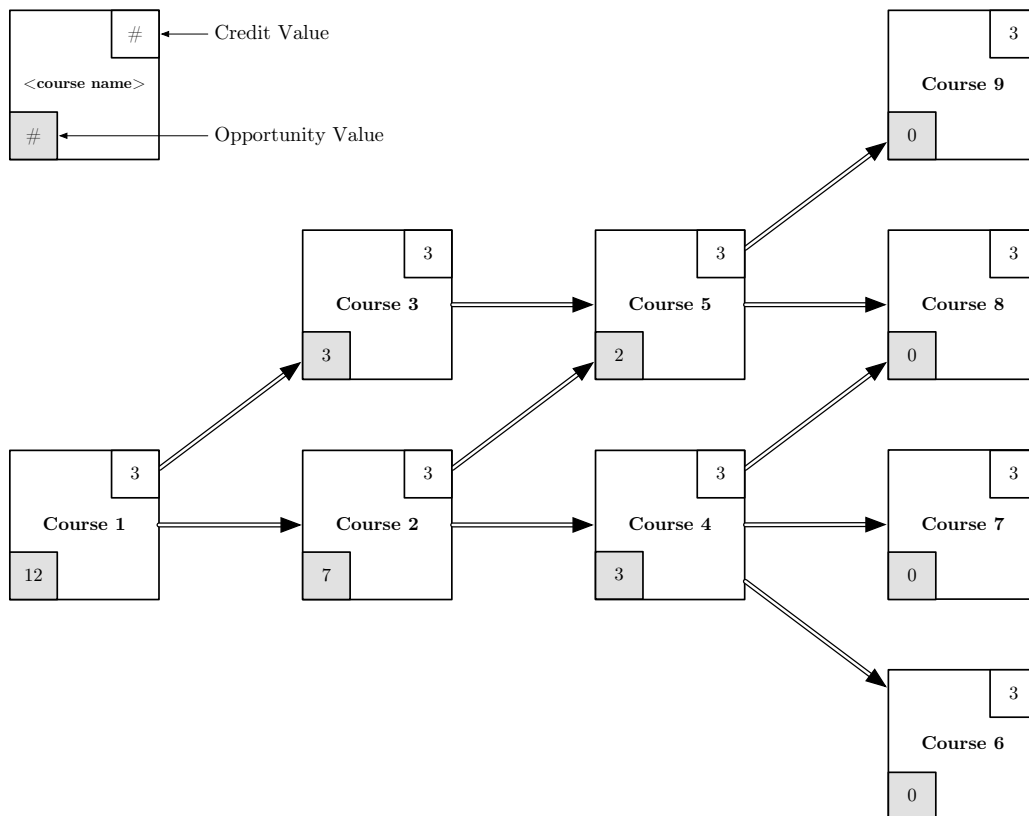 #
Credit Value
<course name>
#
Opportunity Value
3
Course 9
0
3
Course 3
3
3
Course 5
2
3
Course 8
0
3
Course 1
12
3
Course 2
7
3
Course 4
3
3
Course 7
0
3
Course 6
0